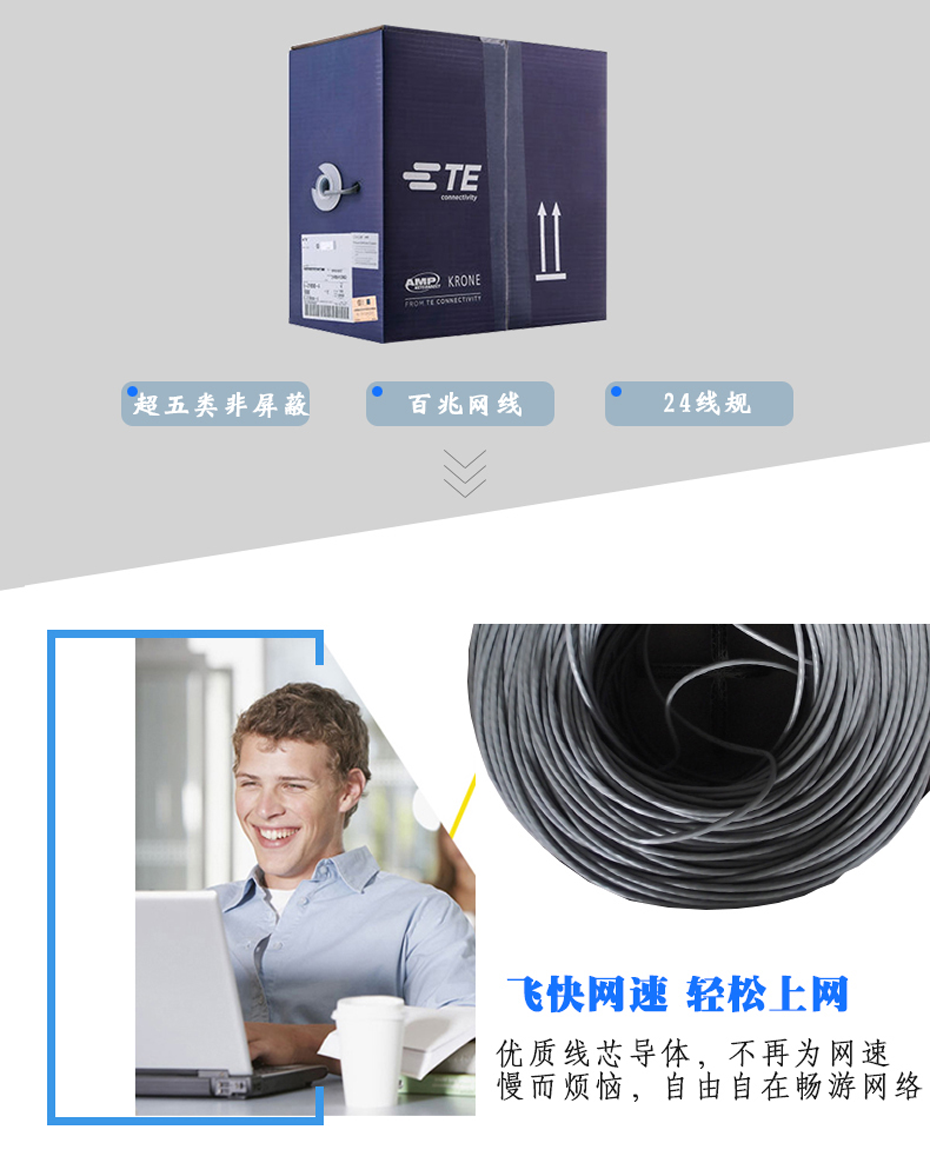 TE
connectivity
AMP KRONE
NETCONNECT
FROM TE CONNECTIVITY
超五类非屏蔽
百兆网线
24线规
飞快网速 轻松上网
优质线芯导体，不再为网速
慢而烦恼，自由自在畅游网络